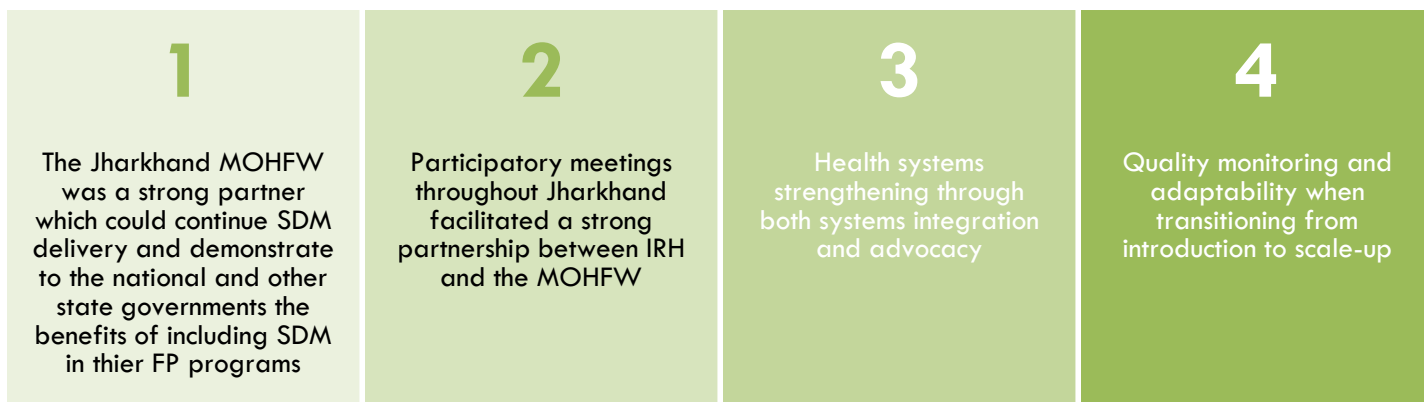 1
The Jharkhand MOHFW
was a strong partner
which could continue SDM
delivery and demonstrate
to the national and other
state governments the
benefits of including SDM
in thier FP programs
2
Participatory meetings
throughout Jharkhand
facilitated a strong
partnership between IRH
and the MOHFW
3
Health systems
strengthening through
both systems integration
and advocacy
4
Quality monitoring and
adaptability when
transitioning from
introduction to scale-up